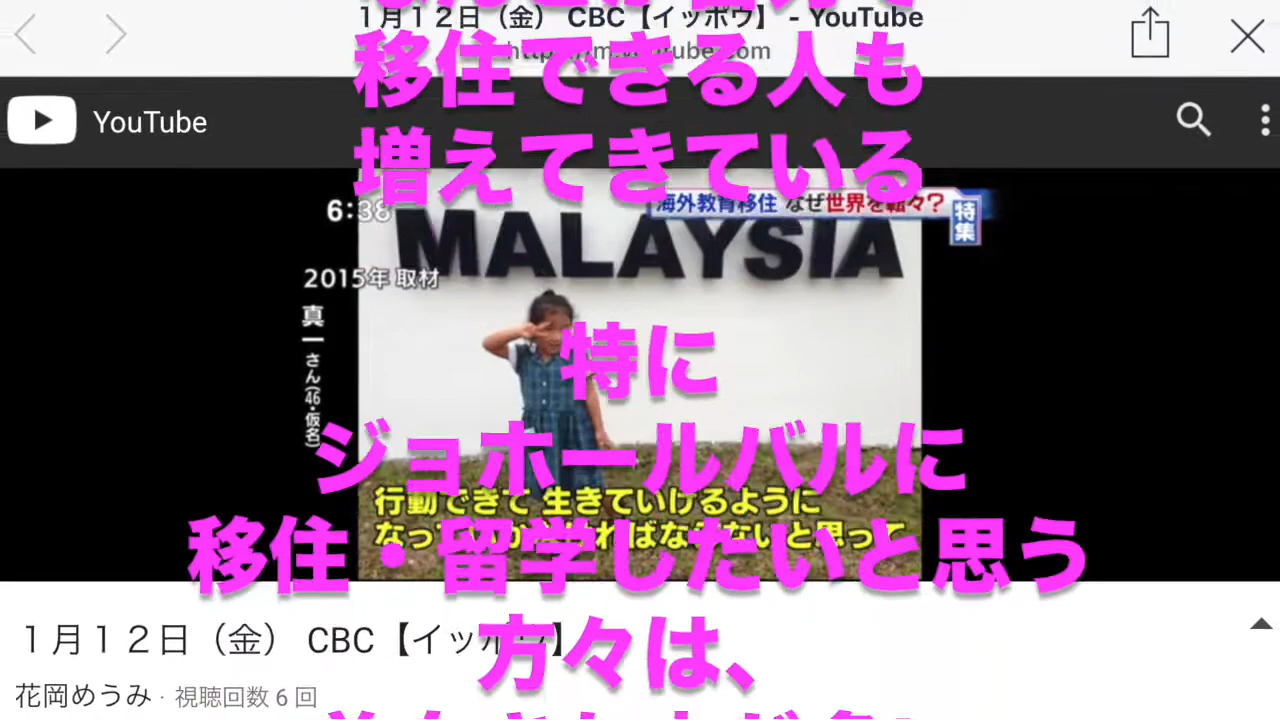 １月１２日（金） CBC【イッポウ】 - YouTube
移住できる人も
増えてきている
YouTube
6:38
海外教育移住 なぜ世界を転々？
特集
MALAYSIA
2015年 取材
真一さん(46・仮名)
特に
ジョホールバルに
行動できて 生きていけるように
移住・留学したいと思う
方々は、
１月１２日（金） CBC【イッポウ】
花岡めうみ · 視聴回数 6 回